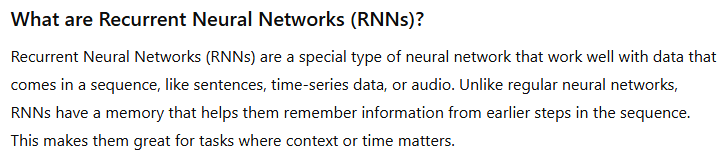 What are Recurrent Neural Networks (RNNs)?
Recurrent Neural Networks (RNNs) are a special type of neural network that work well with data that
comes in a sequence, like sentences, time-series data, or audio. Unlike regular neural networks,
RNNs have a memory that helps them remember information from earlier steps in the sequence.
This makes them great for tasks where context or time matters.